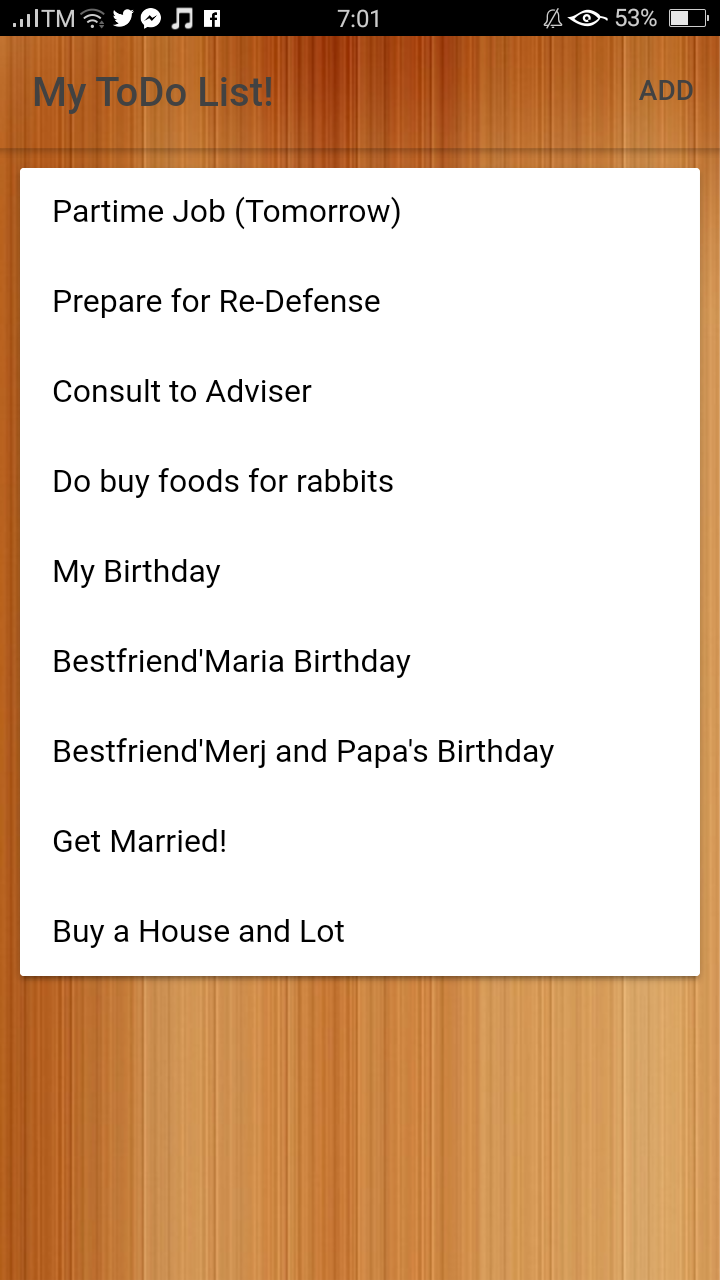 TM 7:01 53%
My ToDo List! ADD
Partime Job (Tomorrow)
Prepare for Re-Defense
Consult to Adviser
Do buy foods for rabbits
My Birthday
Bestfriend'Maria Birthday
Bestfriend'Merj and Papa's Birthday
Get Married!
Buy a House and Lot